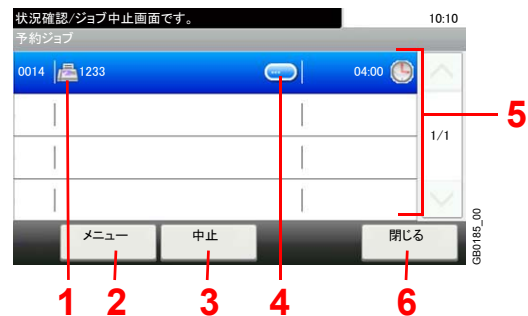 状況確認/ジョブ中止画面です。 10:10
予約ジョブ
0014 1233 04:00
5
1/1
メニュー 中止 閉じる
GB0185_00
1 2 3 4 6